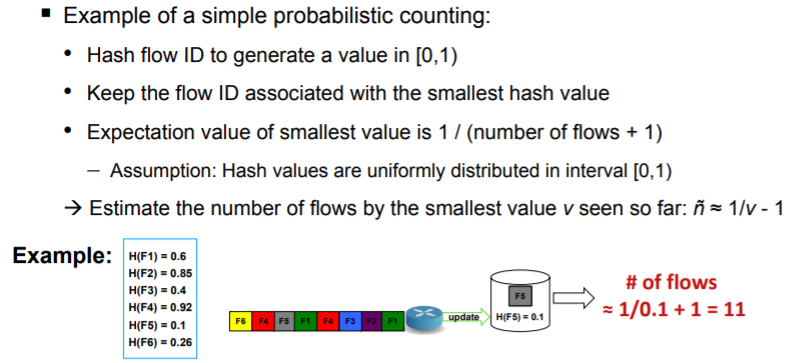 ▪ Example of a simple probabilistic counting:
• Hash flow ID to generate a value in [0,1)
• Keep the flow ID associated with the smallest hash value
• Expectation value of smallest value is 1 / (number of flows + 1)
– Assumption: Hash values are uniformly distributed in interval [0,1)
→ Estimate the number of flows by the smallest value v seen so far: ñ ≈ 1/v - 1
Example:
H(F1) = 0.6
H(F2) = 0.85
H(F3) = 0.4
H(F4) = 0.92
H(F5) = 0.1
H(F6) = 0.26
F6 F4 F5 F1 F4 F3 F2 F1
update
F5
H(F5) = 0.1
# of flows
≈ 1/0.1 + 1 = 11